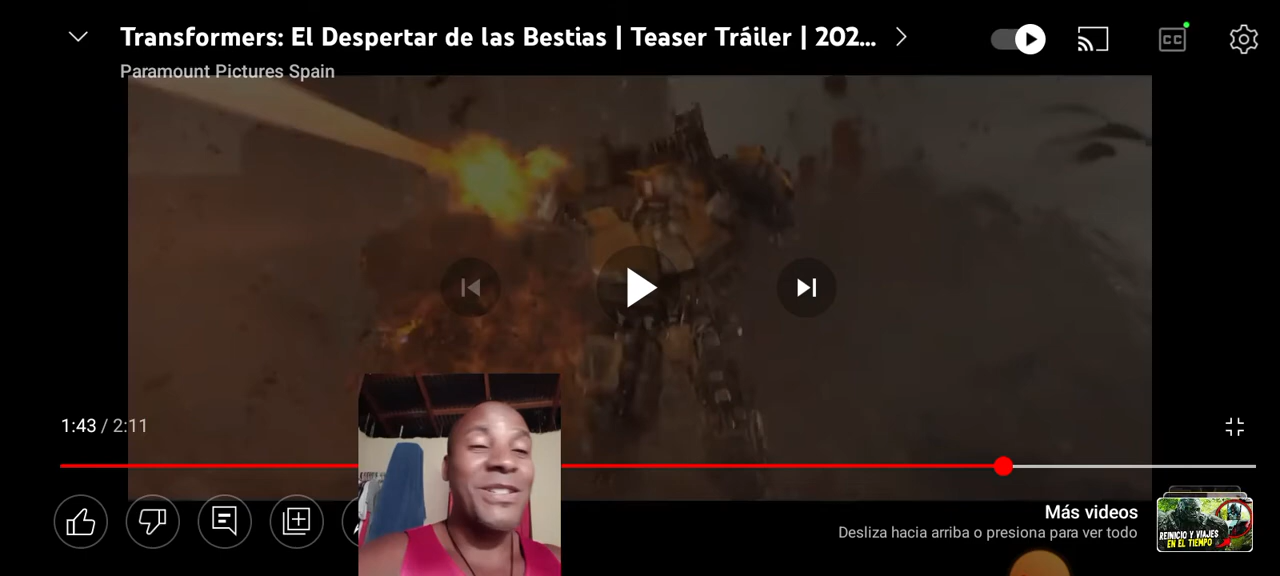 Transformers: El Despertar de las Bestias | Teaser Tráiler | 202...
CC
Paramount Pictures Spain
1:43 / 2:11
Más videos
Desliza hacia arriba o presiona para ver todo
REINICIO Y VIAJES
EN EL TIEMPO